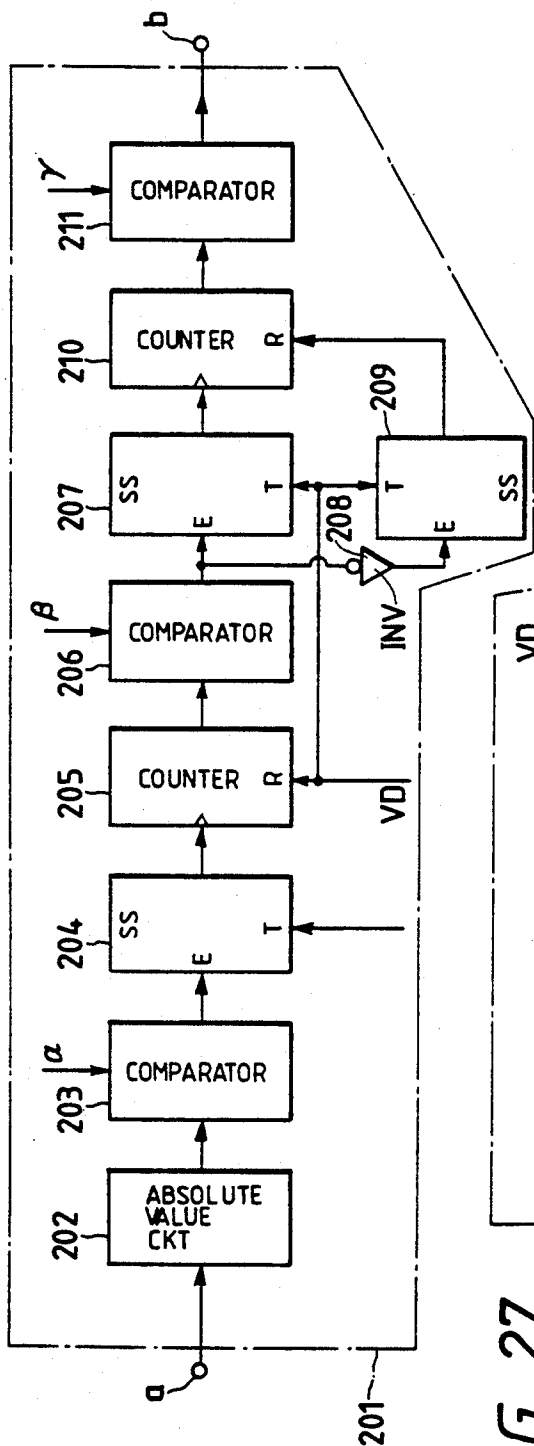 a
201
202
ABSOLUTE
VALUE
CKT
α
203
COMPARATOR
204
SS
E
T
205
COUNTER
R
VD
β
206
COMPARATOR
207
SS
E
T
208
INV
209
T
E
SS
210
COUNTER
R
γ
211
COMPARATOR
b
G. 27
VD